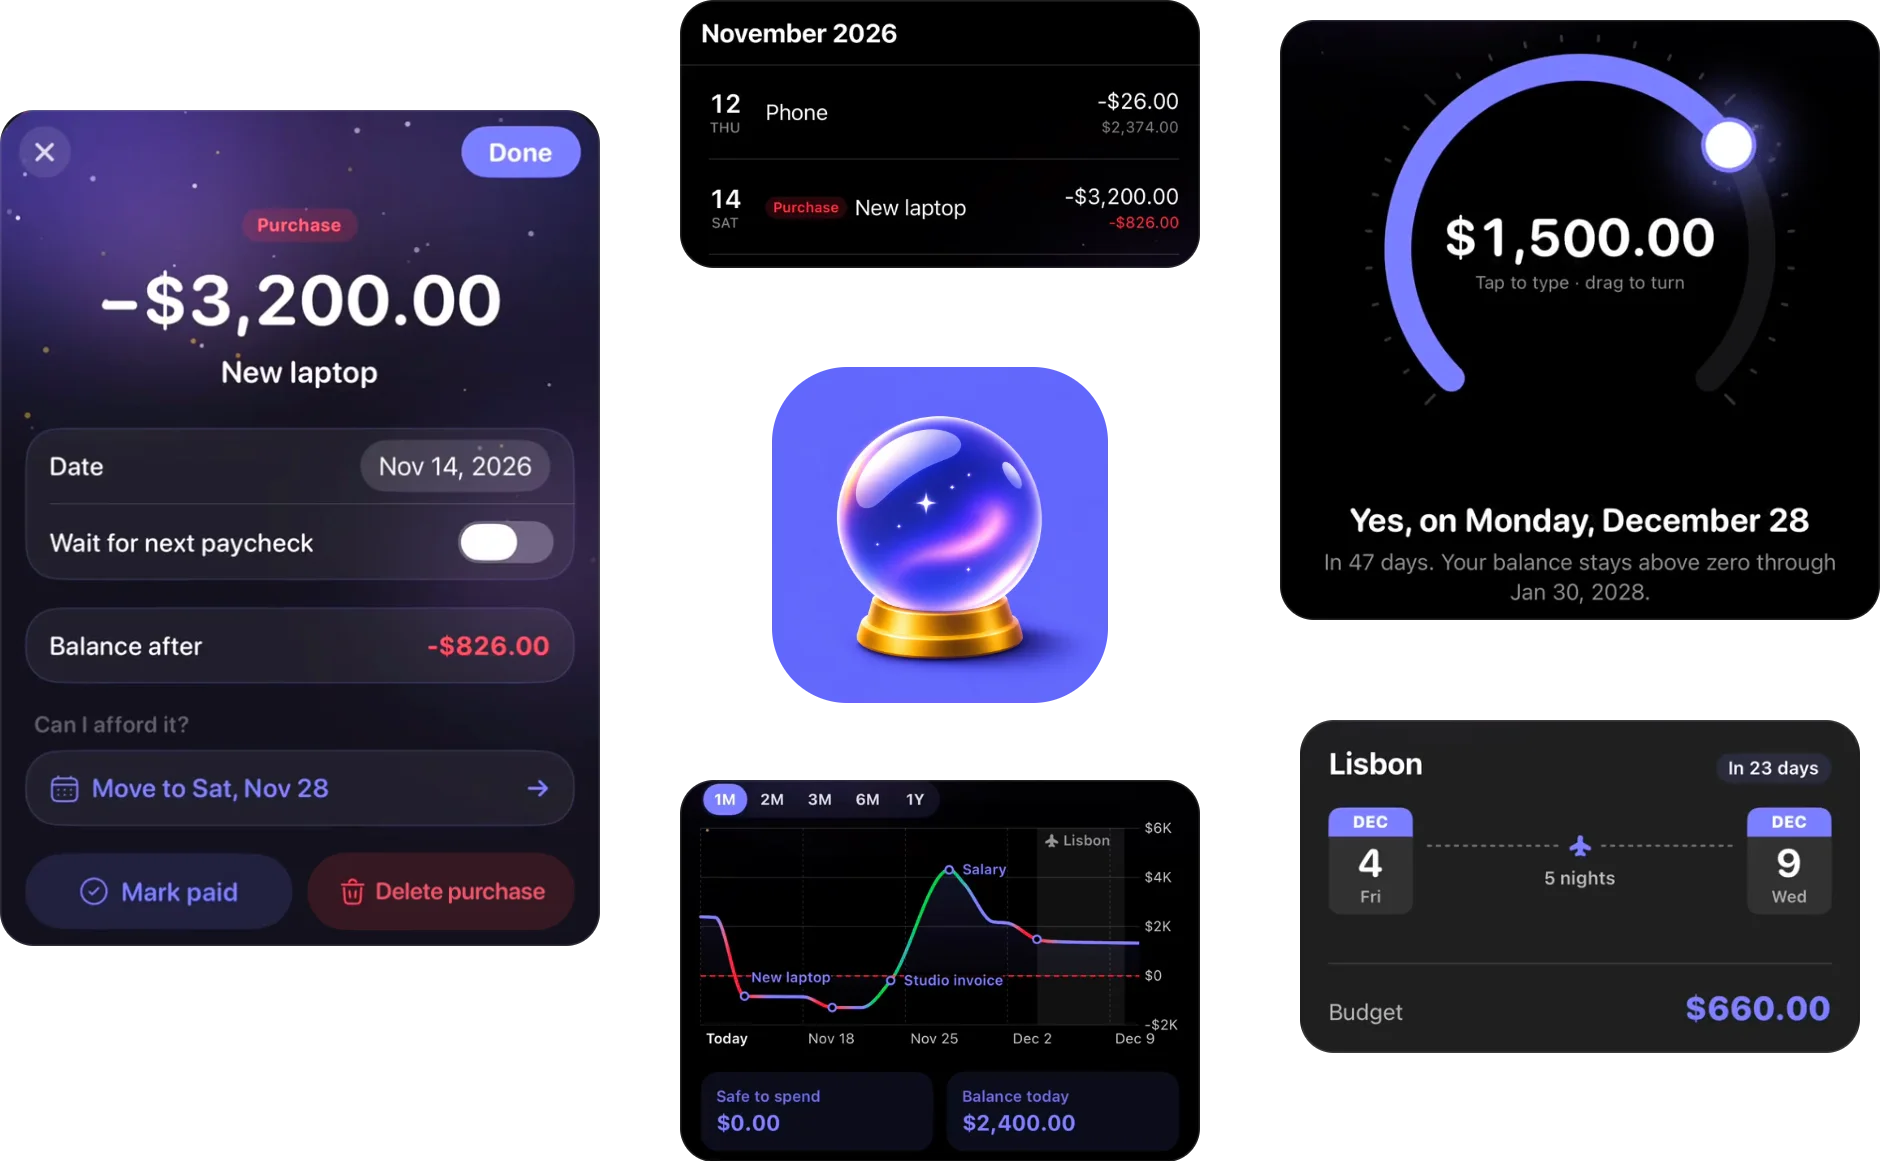 Done
Purchase
−$3,200.00
New laptop
Date
Nov 14, 2026
Wait for next paycheck
Balance after
-$826.00
Can I afford it?
Move to Sat, Nov 28
Mark paid
Delete purchase
November 2026
12
THU
Phone
-$26.00
$2,374.00
14
SAT
Purchase
New laptop
-$3,200.00
-$826.00
1M 2M 3M 6M 1Y
$6K
Lisbon
Salary
$4K
$2K
New laptop
Studio invoice
$0
-$2K
Today
Nov 18
Nov 25
Dec 2
Dec 9
Safe to spend
$0.00
Balance today
$2,400.00
$1,500.00
Tap to type · drag to turn
Yes, on Monday, December 28
In 47 days. Your balance stays above zero through
Jan 30, 2028.
Lisbon
In 23 days
DEC
4
Fri
5 nights
DEC
9
Wed
Budget
$660.00